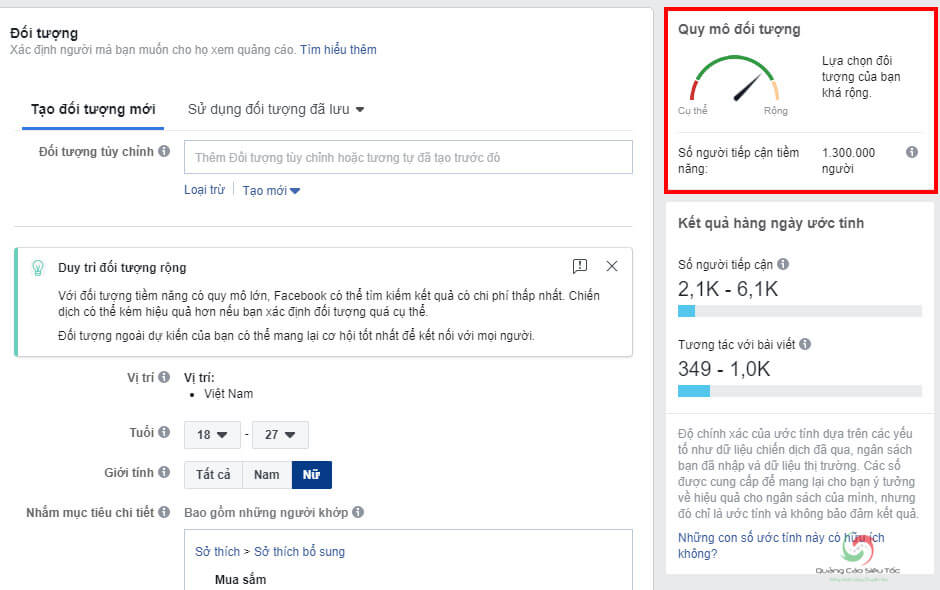 Đối tượng
Xác định người mà bạn muốn cho họ xem quảng cáo. Tìm hiểu thêm
Tạo đối tượng mới
Sử dụng đối tượng đã lưu
Đối tượng tùy chỉnh
Thêm Đối tượng tùy chỉnh hoặc tương tự đã tạo trước đó
Loại trừ
Tạo mới
Duy trì đối tượng rộng
Với đối tượng tiềm năng có quy mô lớn, Facebook có thể tìm kiếm kết quả có chi phí thấp nhất. Chiến
dịch có thể kém hiệu quả hơn nếu bạn xác định đối tượng quá cụ thể.
Đối tượng ngoài dự kiến của bạn có thể mang lại cơ hội tốt nhất để kết nối với mọi người.
Vị trí
Vị trí:
Việt Nam
Tuổi
18 - 27
Giới tính
Tất cả
Nam
Nữ
Nhắm mục tiêu chi tiết
Bao gồm những người khớp
Sở thích > Sở thích bổ sung
Mua sắm
Quy mô đối tượng
Cụ thể
Rộng
Lựa chọn đối
tượng của bạn
khá rộng.
Số người tiếp cận tiềm
năng:
1.300.000
người
Kết quả hàng ngày ước tính
Số người tiếp cận
2,1K - 6,1K
Tương tác với bài viết
349 - 1,0K
Độ chính xác của ước tính dựa trên các yếu
tố như dữ liệu chiến dịch đã qua, ngân sách
bạn đã nhập và dữ liệu thị trường. Các số
được cung cấp để mang lại cho bạn ý tưởng
về hiệu quả cho ngân sách của mình, nhưng
đó chỉ là ước tính và không bảo đảm kết quả.
Những con số ước tính này có hữu ích
không?
Quảng Cáo Siêu Tốc